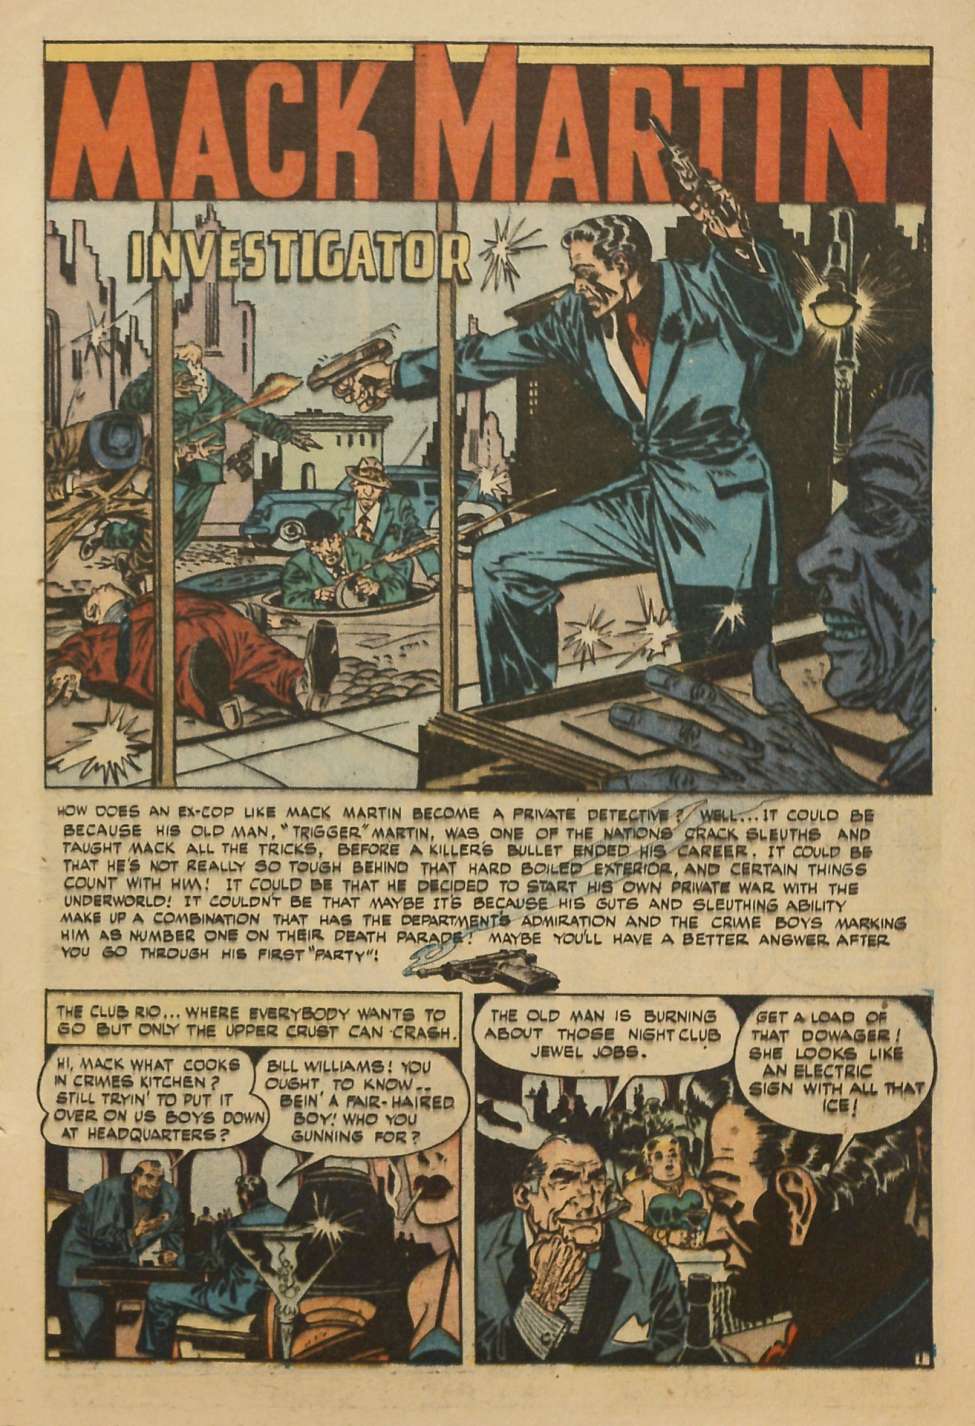 MACK MARTIN
INVESTIGATOR
HOW DOES AN EX-COP LIKE MACK MARTIN BECOME A PRIVATE DETECTIVE? WELL...IT COULD BE
BECAUSE HIS OLD MAN, "TRIGGER" MARTIN, WAS ONE OF THE NATIONS CRACK SLEUTHS AND
TAUGHT MACK ALL THE TRICKS, BEFORE A KILLER'S BULLET ENDED HIS CAREER. IT COULD BE
THAT HE'S NOT REALLY SO TOUGH BEHIND THAT HARD BOILED EXTERIOR, AND CERTAIN THINGS
COUNT WITH HIM! IT COULD BE THAT HE DECIDED TO START HIS OWN PRIVATE WAR WITH THE
UNDERWORLD! IT COULDN'T BE THAT MAYBE IT'S BECAUSE HIS GUTS AND SLEUTHING ABILITY
MAKE UP A COMBINATION THAT HAS THE DEPARTMENT'S ADMIRATION AND THE CRIME BOYS MARKING
HIM AS NUMBER ONE ON THEIR DEATH PARADE! MAYBE YOU'LL HAVE A BETTER ANSWER AFTER
YOU GO THROUGH HIS FIRST "PARTY"!
THE CLUB RIO... WHERE EVERYBODY WANTS TO
GO BUT ONLY THE UPPER CRUST CAN CRASH.
HI, MACK WHAT COOKS
IN CRIMES KITCHEN?
STILL TRYIN' TO PUT IT
OVER ON US BOYS DOWN
AT HEADQUARTERS?
BILL WILLIAMS! YOU
OUGHT TO KNOW..
BEIN' A FAIR-HAIRED
BOY! WHO YOU
GUNNING FOR?
THE OLD MAN IS BURNING
ABOUT THOSE NIGHT CLUB
JEWEL JOBS.
GET A LOAD OF
THAT DOWAGER!
SHE LOOKS LIKE
AN ELECTRIC
SIGN WITH ALL THAT
ICE!
1